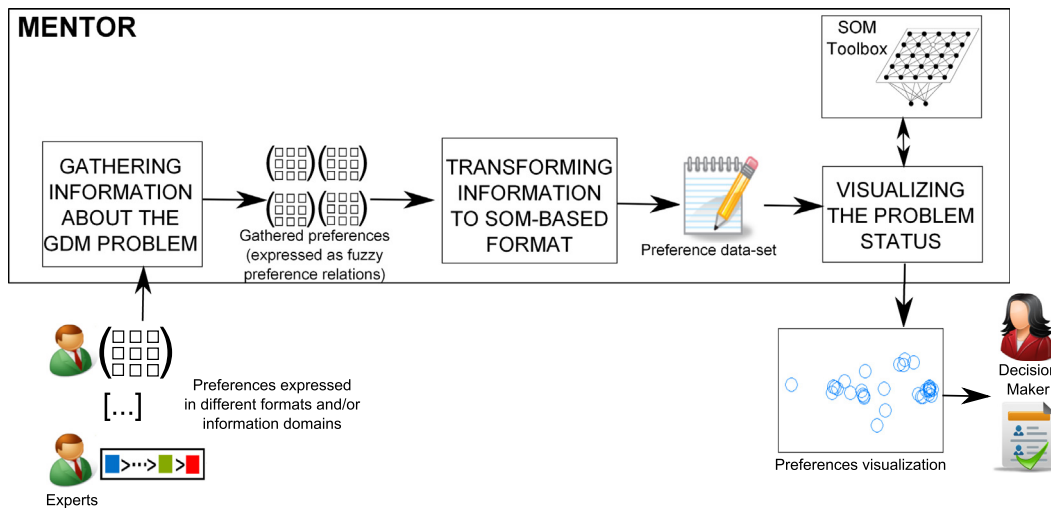 MENTOR
SOM
Toolbox
GATHERING
INFORMATION
ABOUT THE
GDM PROBLEM
Gathered preferences
(expressed as fuzzy
preference relations)
TRANSFORMING
INFORMATION
TO SOM-BASED
FORMAT
Preference data-set
VISUALIZING
THE PROBLEM
STATUS
Preferences expressed
in different formats and/or
information domains
[...]
>...> >
Experts
Preferences visualization
Decision
Maker